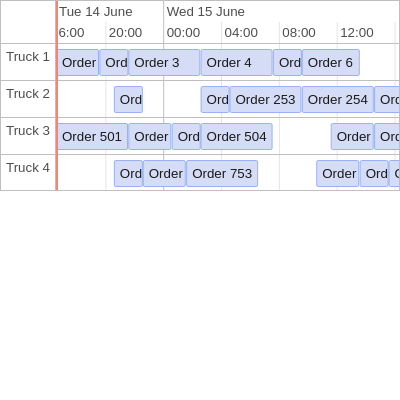 Tue 14 June Wed 15 June
6:00 20:00 00:00 04:00 08:00 12:00
Truck 1 Order Ord Order 3 Order 4 Ord Order 6
Truck 2 Ord Ord Order 253 Order 254 Ord
Truck 3 Order 501 Order Ord Order 504 Order Ord
Truck 4 Ord Order Order 753 Order Ord